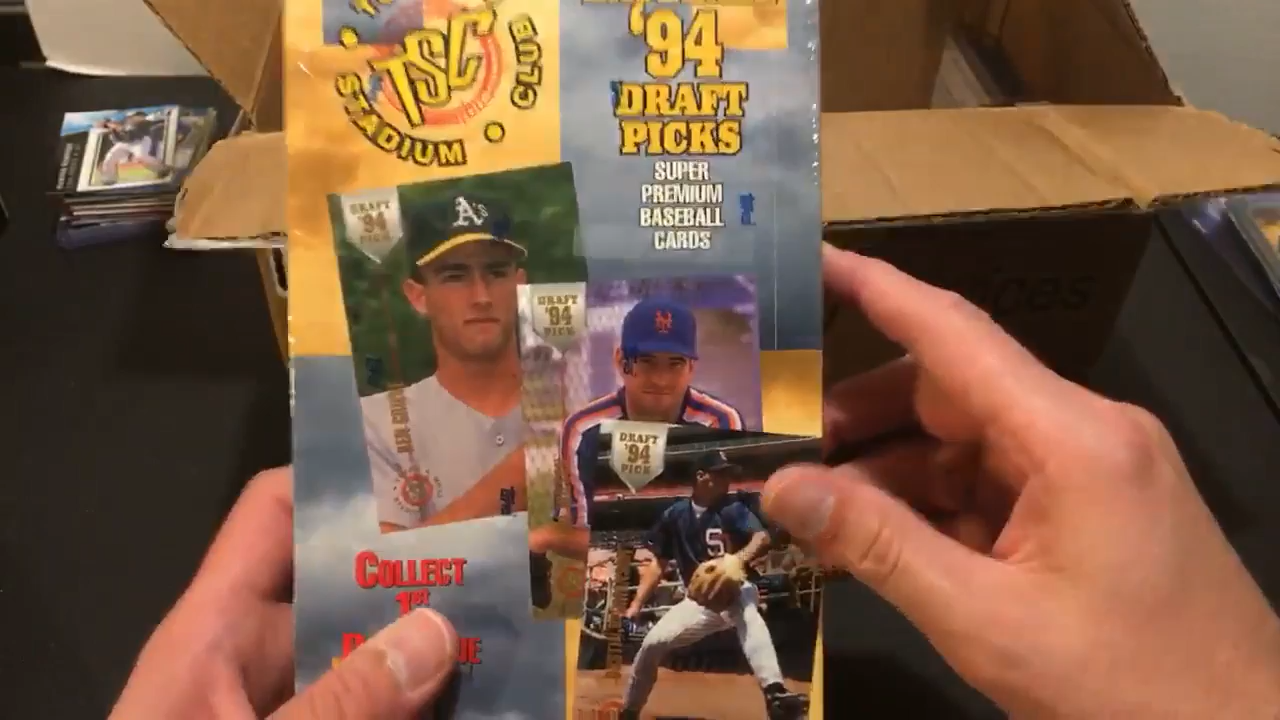 TSC
STADIUM • CLUB
'94
DRAFT
PICKS
SUPER
PREMIUM
BASEBALL
CARDS
DRAFT
'94
PICK
A's
DRAFT
'94
PICK
DRAFT
'94
PICK
S
COLLECT
1st